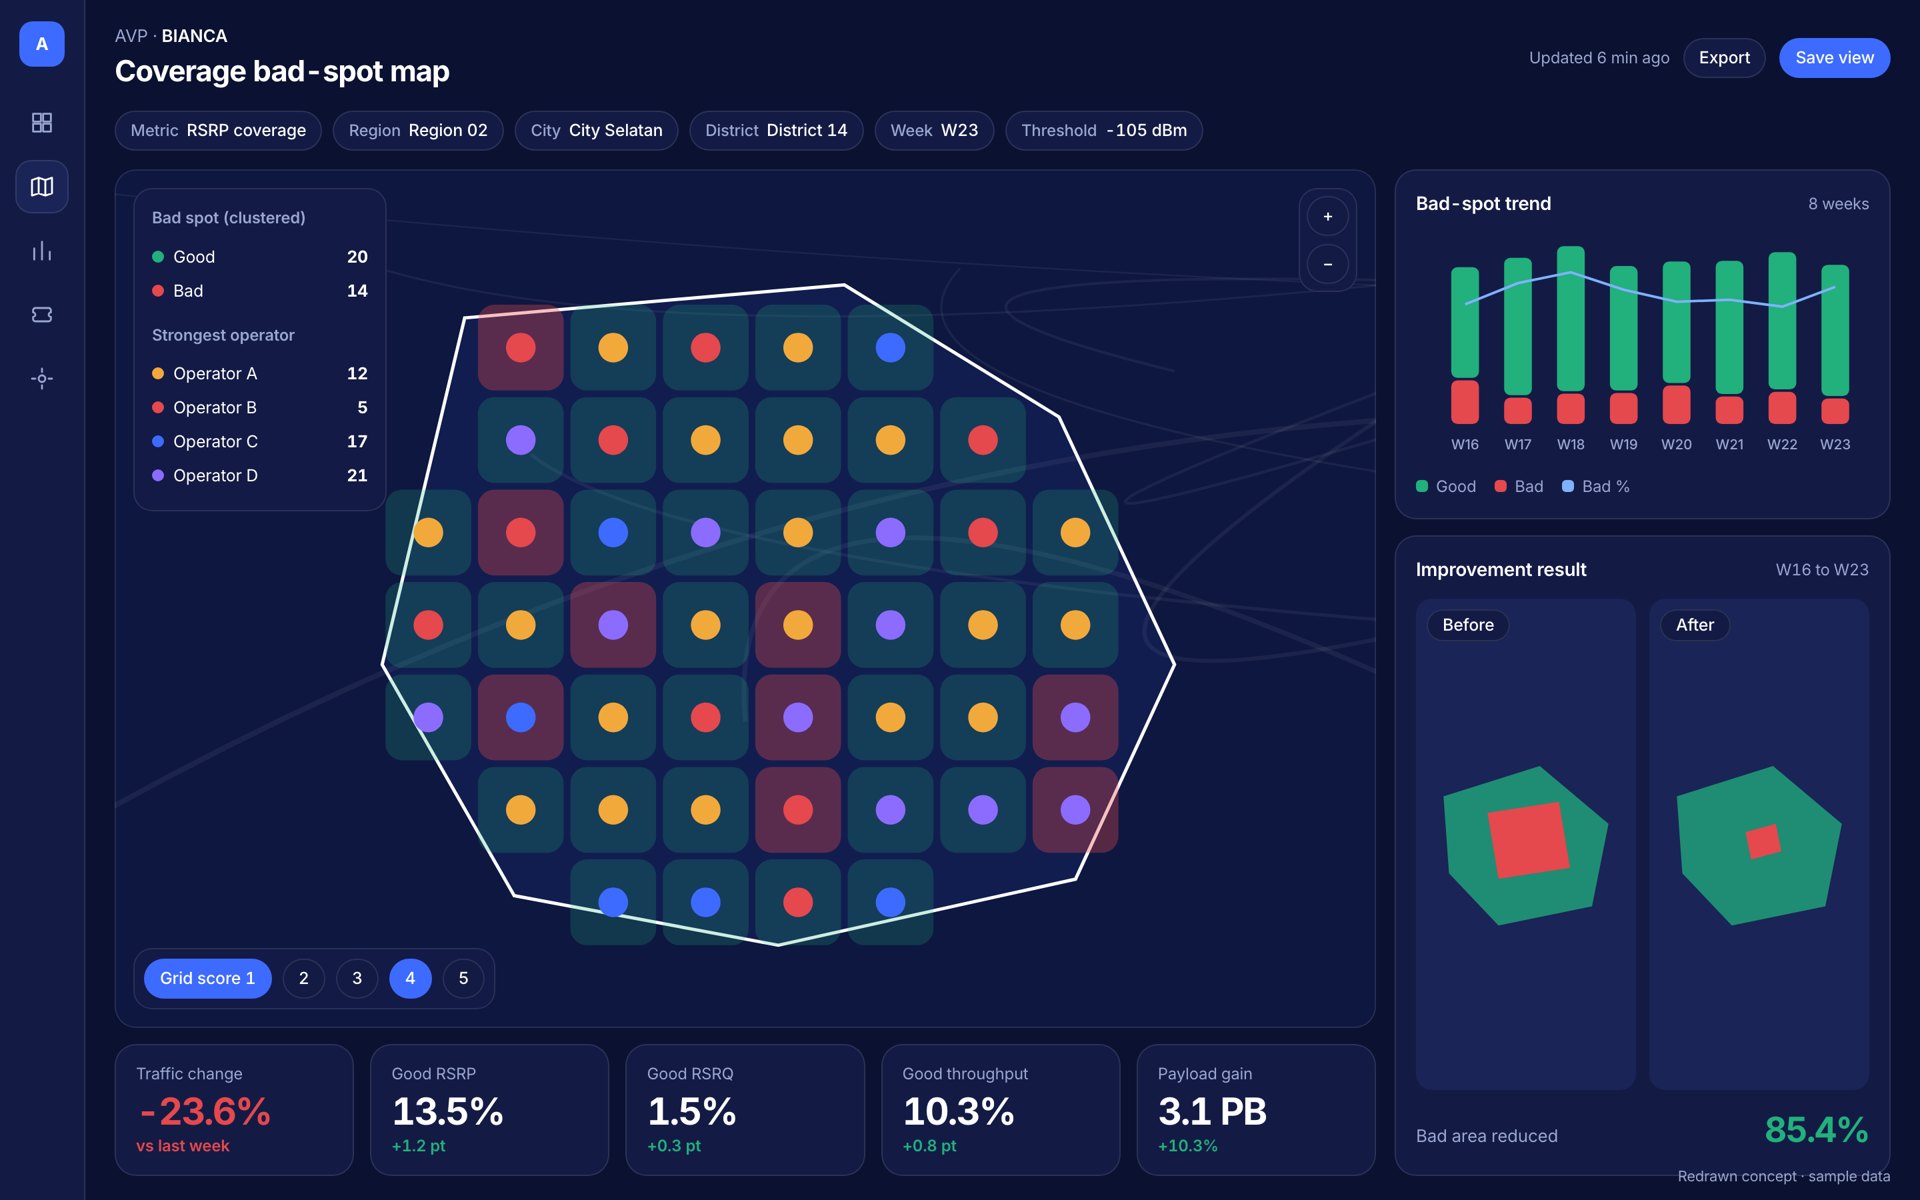 A
AVP · BIANCA
Coverage bad-spot map
Updated 6 min ago
Export
Save view
Metric RSRP coverage
Region Region 02
City City Selatan
District District 14
Week W23
Threshold -105 dBm
Bad spot (clustered)
Good 20
Bad 14
Strongest operator
Operator A 12
Operator B 5
Operator C 17
Operator D 21
+
−
Grid score 1
2
3
4
5
Bad-spot trend
8 weeks
W16 W17 W18 W19 W20 W21 W22 W23
Good Bad Bad %
Improvement result
W16 to W23
Before
After
Bad area reduced
85.4%
Traffic change
-23.6%
vs last week
Good RSRP
13.5%
+1.2 pt
Good RSRQ
1.5%
+0.3 pt
Good throughput
10.3%
+0.8 pt
Payload gain
3.1 PB
+10.3%
Redrawn concept · sample data